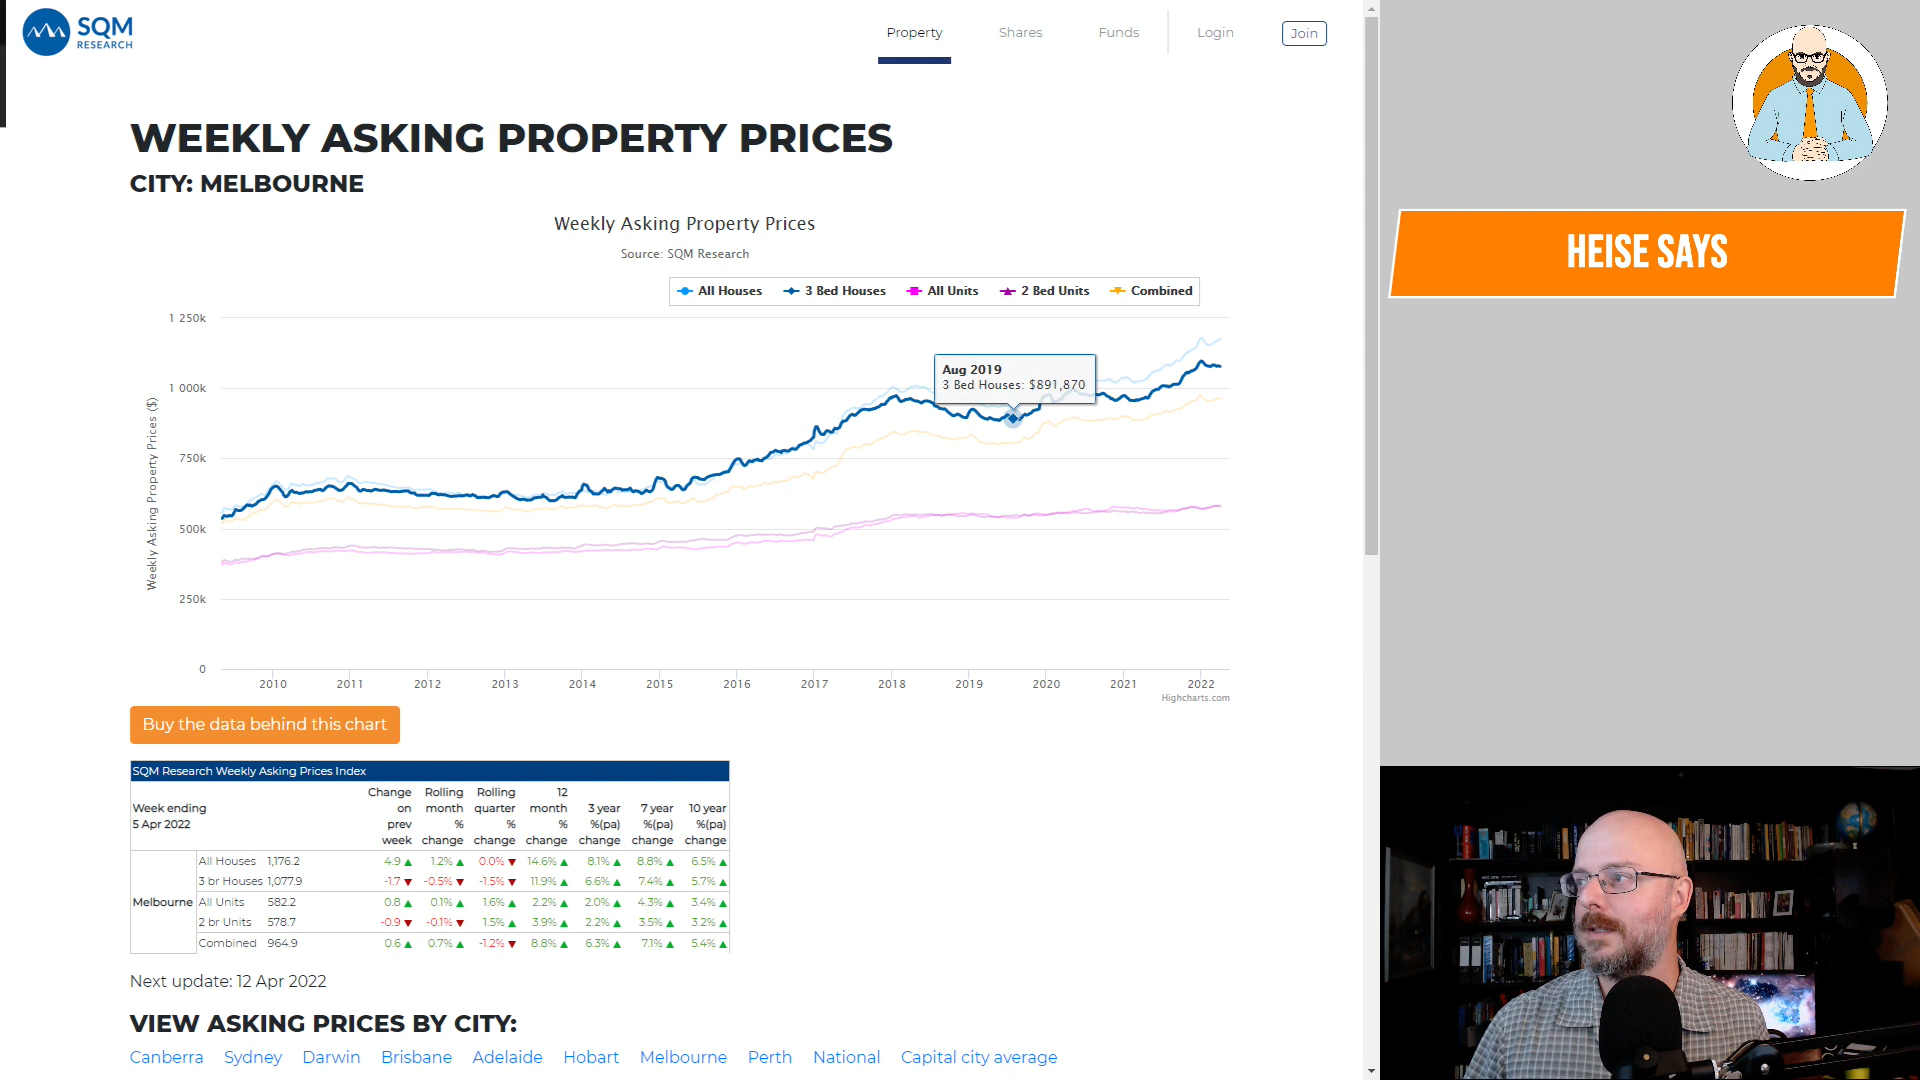 SQM
RESEARCH
Property
Shares
Funds
Login
Join
WEEKLY ASKING PROPERTY PRICES
CITY: MELBOURNE
HEISE SAYS
Weekly Asking Property Prices
Source: SQM Research
All Houses 3 Bed Houses All Units 2 Bed Units Combined
Weekly Asking Property Prices ($)
1 250k
1 000k
750k
500k
250k
0
Aug 2019
3 Bed Houses: $891,870
2010 2011 2012 2013 2014 2015 2016 2017 2018 2019 2020 2021 2022
Highcharts.com
Buy the data behind this chart
SQM Research Weekly Asking Prices Index
Week ending
5 Apr 2022
Change on prev week
Rolling month % change
Rolling quarter % change
12 month % change
3 year %(pa) change
7 year %(pa) change
10 year %(pa) change
Melbourne
All Houses 1,176.2 4.9 ▲ 1.2% ▲ 0.0% ▼ 14.6% ▲ 8.1% ▲ 8.8% ▲ 6.5% ▲
3 br Houses 1,077.9 -1.7 ▼ -0.5% ▼ -1.5% ▼ 11.9% ▲ 6.6% ▲ 7.4% ▲ 5.7% ▲
All Units 582.2 0.8 ▲ 0.1% ▲ 1.6% ▲ 2.2% ▲ 2.0% ▲ 4.3% ▲ 3.4% ▲
2 br Units 578.7 -0.9 ▼ -0.1% ▼ 1.5% ▲ 3.9% ▲ 2.2% ▲ 3.5% ▲ 3.2% ▲
Combined 964.9 0.6 ▲ 0.7% ▲ -1.2% ▼ 8.8% ▲ 6.3% ▲ 7.1% ▲ 5.4% ▲
Next update: 12 Apr 2022
VIEW ASKING PRICES BY CITY:
Canberra Sydney Darwin Brisbane Adelaide Hobart Melbourne Perth National Capital city average